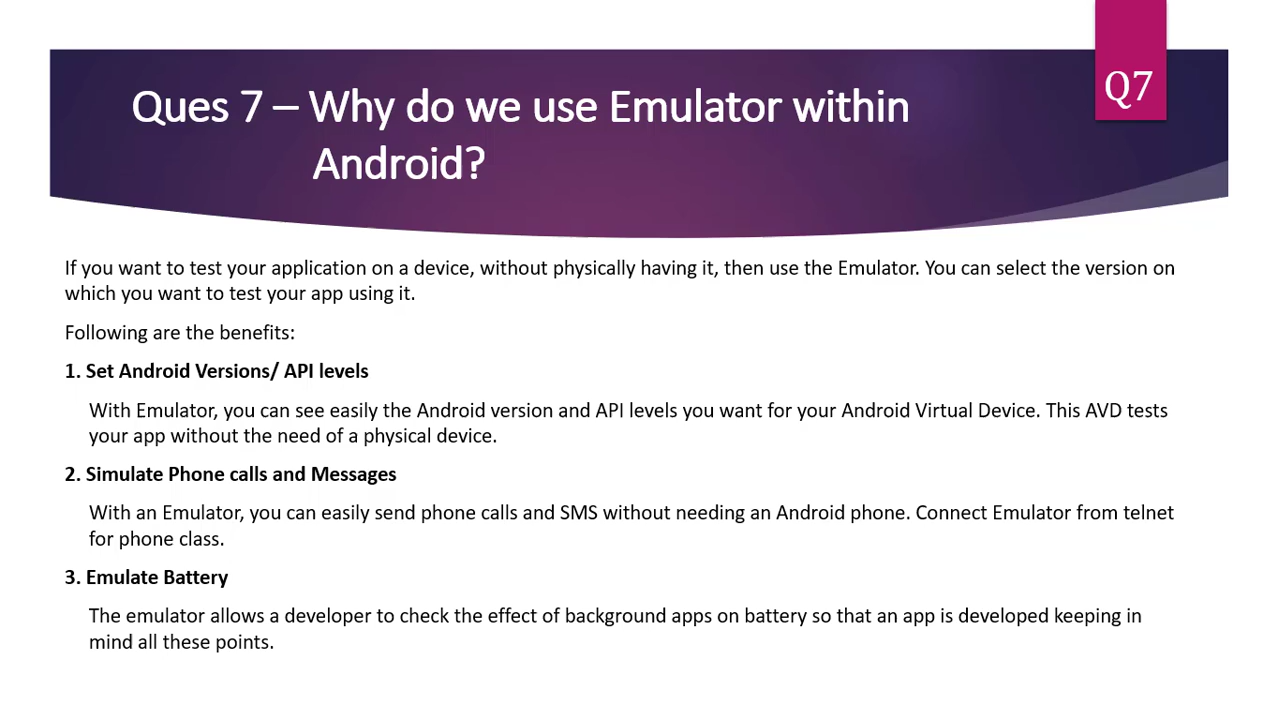 Q7
Ques 7 – Why do we use Emulator within
Android?
If you want to test your application on a device, without physically having it, then use the Emulator. You can select the version on
which you want to test your app using it.
Following are the benefits:
1. Set Android Versions/ API levels
With Emulator, you can see easily the Android version and API levels you want for your Android Virtual Device. This AVD tests
your app without the need of a physical device.
2. Simulate Phone calls and Messages
With an Emulator, you can easily send phone calls and SMS without needing an Android phone. Connect Emulator from telnet
for phone class.
3. Emulate Battery
The emulator allows a developer to check the effect of background apps on battery so that an app is developed keeping in
mind all these points.